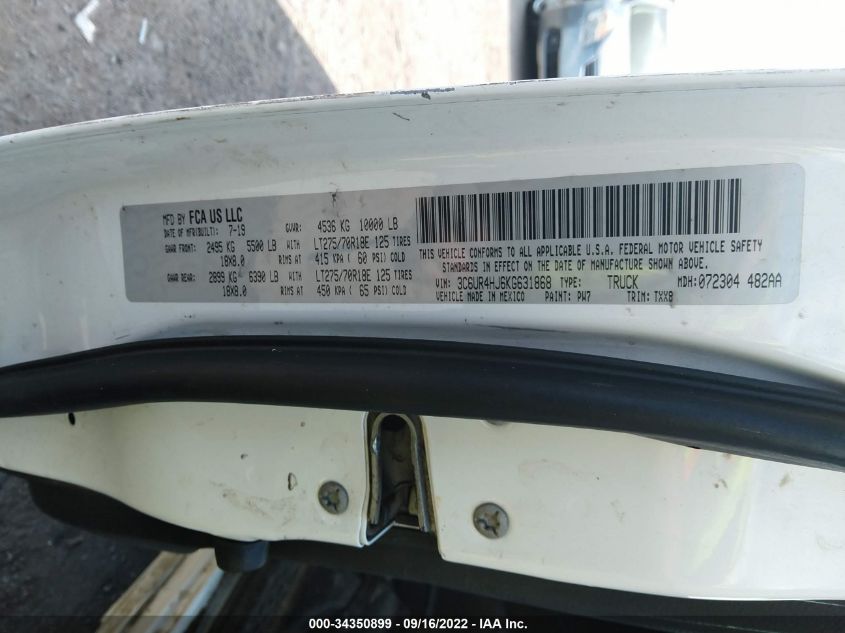 MFD BY FCA US LLC
DATE OF MFR(BUILT): 7-19 GVWR: 4536 KG 10000 LB
GAWR FRONT: 2495 KG 5500 LB WITH LT275/70R18E 125 TIRES
18X8.0 RIMS AT 415 KPA ( 60 PSI) COLD
GAWR REAR: 2899 KG 6390 LB WITH LT275/70R18E 125 TIRES
18X8.0 RIMS AT 450 KPA ( 65 PSI) COLD
THIS VEHICLE CONFORMS TO ALL APPLICABLE U.S.A. FEDERAL MOTOR VEHICLE SAFETY
STANDARDS IN EFFECT ON THE DATE OF MANUFACTURE SHOWN ABOVE.
VIN: 3C6UR4HJ6KG631868 TYPE: TRUCK MDH: 072304 482AA
VEHICLE MADE IN MEXICO PAINT: PW7 TRIM: TXX8
000-34350899 - 09/16/2022 - IAA Inc.